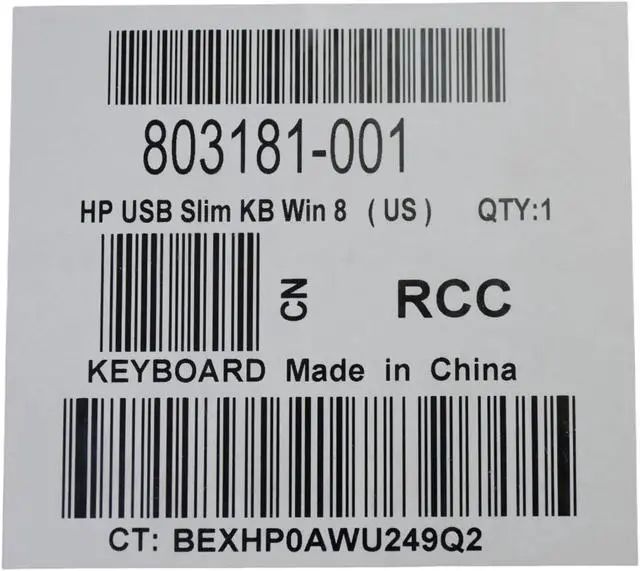 803181-001
HP USB Slim KB Win 8 ( US ) QTY:1
CN RCC
KEYBOARD Made in China
CT: BEXHP0AWU249Q2